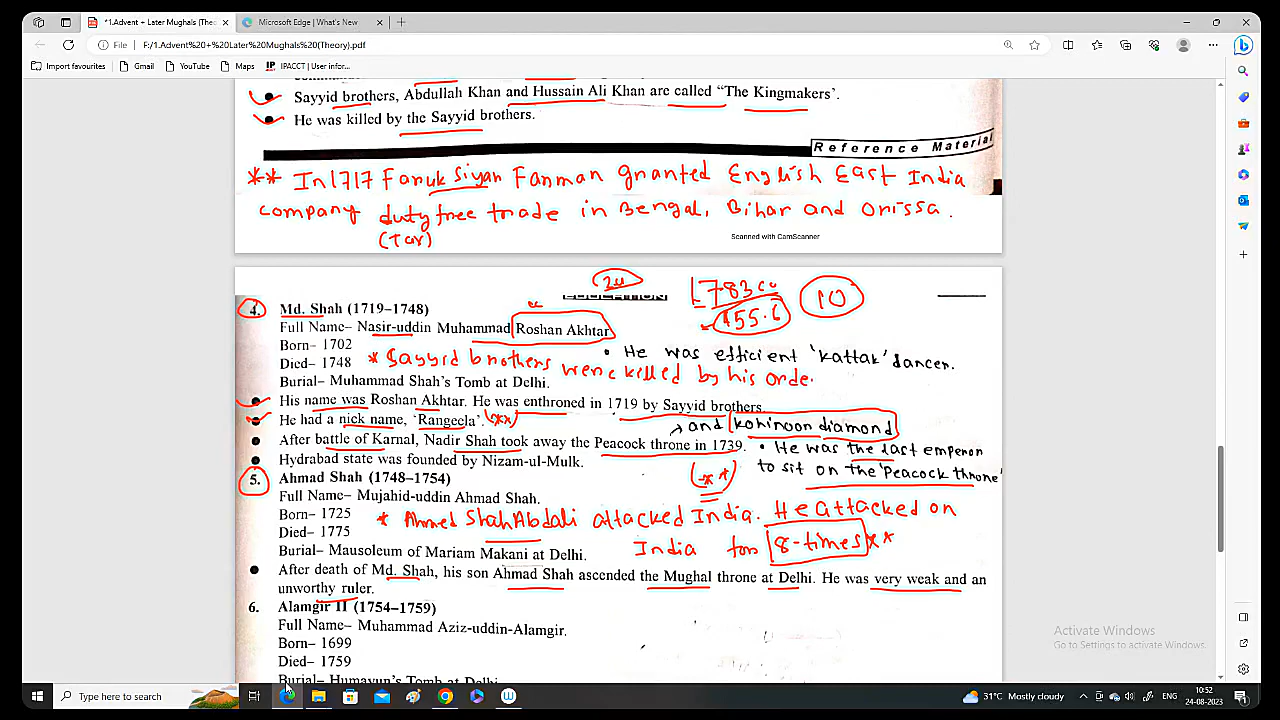 *1.Advent + Later Mughals (Theo
Microsoft Edge | What's New
File
F:/1.Advent%20+%20Later%20Mughals%20(Theory).pdf
Import favourites
Gmail
YouTube
Maps
IPACCT | User infor...
Sayyid brothers, Abdullah Khan and Hussain Ali Khan are called "The Kingmakers'.
He was killed by the Sayyid brothers.
Reference Material
** In 1717 Faruk Siyan Fanman granted English East India
company dutyfree trade in Bengal, Bihar and Orissa.
(Tax)
Scanned with CamScanner
10
4. Md. Shah (1719–1748)
Full Name– Nasir-uddin Muhammad Roshan Akhtar
Born– 1702
• He was efficient 'kattak' dancer.
Died– 1748
* Sayyid brothers were killed by his orde.
Burial– Muhammad Shah's Tomb at Delhi.
His name was Roshan Akhtar. He was enthroned in 1719 by Sayyid brothers.
He had a nick name, 'Rangeela'. (**)
and kohinoon diamond
After battle of Karnal, Nadir Shah took away the Peacock throne in 1739.
• He was the last emperon
to sit on the 'Peacock throne'
Hydrabad state was founded by Nizam-ul-Mulk.
(**)
5. Ahmad Shah (1748–1754)
Full Name– Mujahid-uddin Ahmad Shah.
Born– 1725
* Ahmed Shah Abdali attacked India. He attacked on
Died– 1775
India for 8-times**
Burial– Mausoleum of Mariam Makani at Delhi.
After death of Md. Shah, his son Ahmad Shah ascended the Mughal throne at Delhi. He was very weak and an
unworthy ruler.
6. Alamgir II (1754–1759)
Full Name– Muhammad Aziz-uddin-Alamgir.
Born– 1699
Died– 1759
Burial– Humayun's Tomb at Delhi
Activate Windows
Go to Settings to activate Windows.
Type here to search
31°C Mostly cloudy
ENG
10:52
24-08-2023